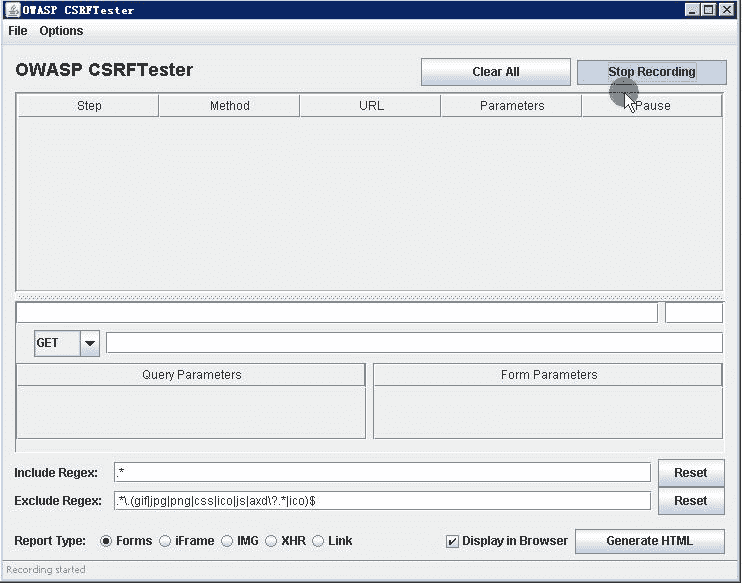 OWASP CSRFTester
File Options
OWASP CSRFTester Clear All Stop Recording
Step Method URL Parameters Pause
GET
Query Parameters Form Parameters
Include Regex: .* Reset
Exclude Regex: .*\.(gif|jpg|png|css|ico|js|axd\?.*|ico)$ Reset
Report Type: Forms iFrame IMG XHR Link Display in Browser Generate HTML
Recording started